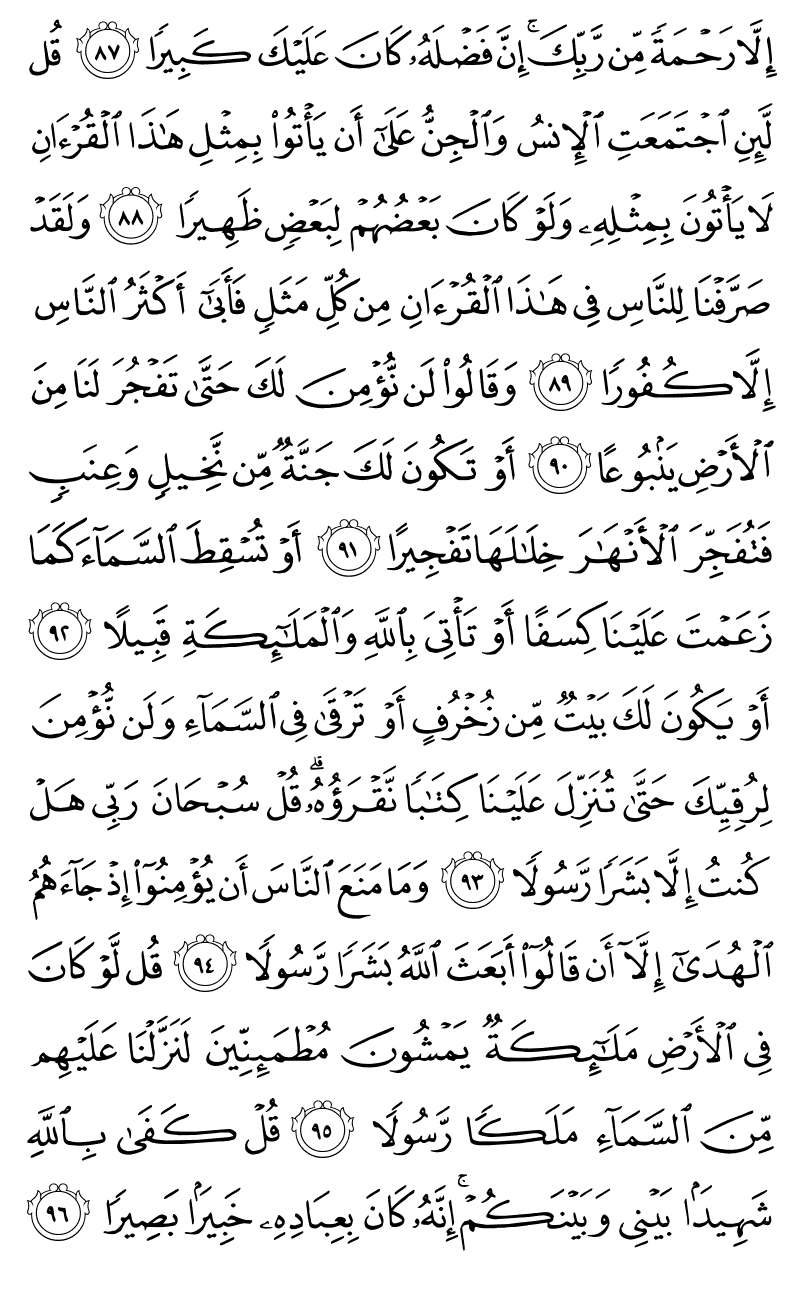 إِلَّا رَحۡمَةٗ مِّن رَّبِّكَۚ إِنَّ فَضۡلَهُۥ كَانَ عَلَيۡكَ كَبِيرٗا ٨٧ قُل
لَّئِنِ ٱجۡتَمَعَتِ ٱلۡإِنسُ وَٱلۡجِنُّ عَلَىٰٓ أَن يَأۡتُواْ بِمِثۡلِ هَٰذَا ٱلۡقُرۡءَانِ
لَا يَأۡتُونَ بِمِثۡلِهِۦ وَلَوۡ كَانَ بَعۡضُهُمۡ لِبَعۡضٖ ظَهِيرٗا ٨٨ وَلَقَدۡ
صَرَّفۡنَا لِلنَّاسِ فِي هَٰذَا ٱلۡقُرۡءَانِ مِن كُلِّ مَثَلٖ فَأَبَىٰٓ أَكۡثَرُ ٱلنَّاسِ
إِلَّا كُفُورٗا ٨٩ وَقَالُواْ لَن نُّؤۡمِنَ لَكَ حَتَّىٰ تَفۡجُرَ لَنَا مِنَ
ٱلۡأَرۡضِ يَنۢبُوعًا ٩٠ أَوۡ تَكُونَ لَكَ جَنَّةٞ مِّن نَّخِيلٖ وَعِنَبٖ
فَتُفَجِّرَ ٱلۡأَنۡهَٰرَ خِلَٰلَهَا تَفۡجِيرًا ٩١ أَوۡ تُسۡقِطَ ٱلسَّمَآءَ كَمَا
زَعَمۡتَ عَلَيۡنَا كِسَفًا أَوۡ تَأۡتِيَ بِٱللَّهِ وَٱلۡمَلَٰٓئِكَةِ قَبِيلًا ٩٢
أَوۡ يَكُونَ لَكَ بَيۡتٞ مِّن زُخۡرُفٍ أَوۡ تَرۡقَىٰ فِي ٱلسَّمَآءِ وَلَن نُّؤۡمِنَ
لِرُقِيِّكَ حَتَّىٰ تُنَزِّلَ عَلَيۡنَا كِتَٰبٗا نَّقۡرَؤُهُۥۗ قُلۡ سُبۡحَانَ رَبِّي هَلۡ
كُنتُ إِلَّا بَشَرٗا رَّسُولٗا ٩٣ وَمَا مَنَعَ ٱلنَّاسَ أَن يُؤۡمِنُوٓاْ إِذۡ جَآءَهُمُ
ٱلۡهُدَىٰٓ إِلَّآ أَن قَالُوٓاْ أَبَعَثَ ٱللَّهُ بَشَرٗا رَّسُولٗا ٩٤ قُل لَّوۡ كَانَ
فِي ٱلۡأَرۡضِ مَلَٰٓئِكَةٞ يَمۡشُونَ مُطۡمَئِنِّينَ لَنَزَّلۡنَا عَلَيۡهِم
مِّنَ ٱلسَّمَآءِ مَلَكٗا رَّسُولٗا ٩٥ قُلۡ كَفَىٰ بِٱللَّهِ
شَهِيدَۢا بَيۡنِي وَبَيۡنَكُمۡۚ إِنَّهُۥ كَانَ بِعِبَادِهِۦ خَبِيرَۢا بَصِيرٗا ٩٦